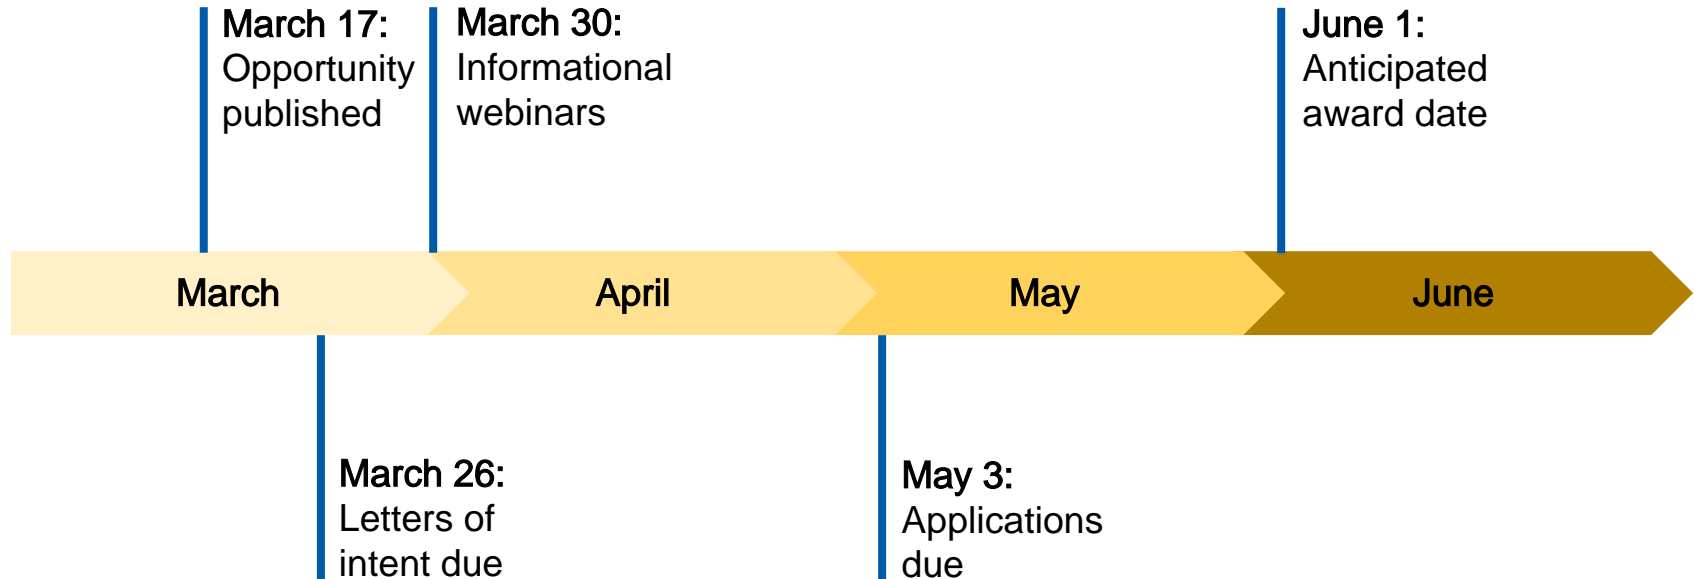 March 17:
Opportunity
published
March 30:
Informational
webinars
June 1:
Anticipated
award date
March
April
May
June
March 26:
Letters of
intent due
May 3:
Applications
due